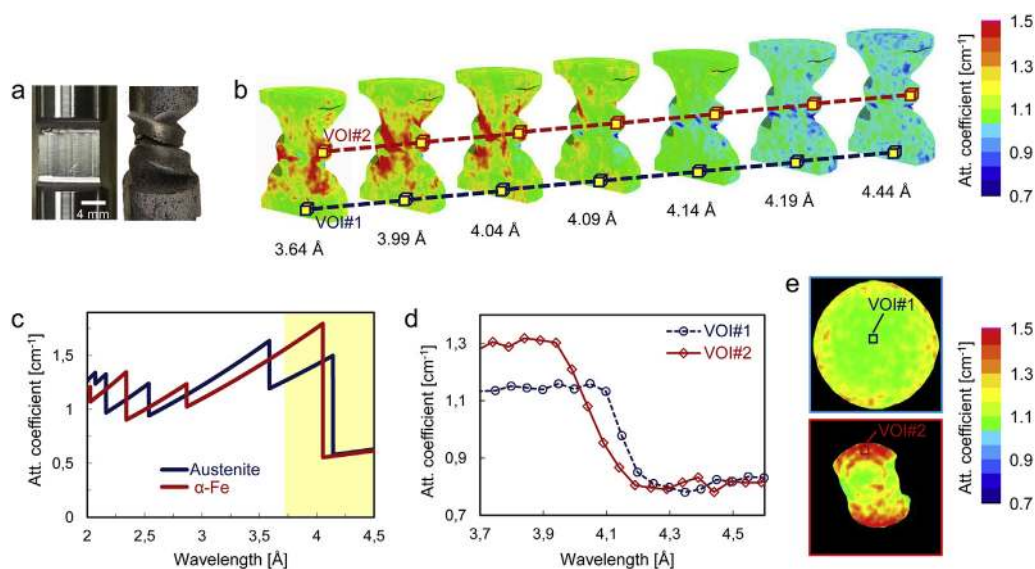 a
4 mm
b
VOI#2
VOI#1
3.64 Å
3.99 Å
4.04 Å
4.09 Å
4.14 Å
4.19 Å
4.44 Å
Att. coefficient [cm⁻¹]
1.5
1.3
1.1
0.9
0.7
c
Att. coefficient [cm⁻¹]
1,5
1
0,5
0
Austenite
α-Fe
2
2,5
3
3,5
4
4,5
Wavelength [Å]
d
Att. coefficient [cm⁻¹]
1.3
1.1
0.9
0,7
VOI#1
VOI#2
3,7
3,9
4,1
4,3
4,5
Wavelength [Å]
e
VOI#1
VOI#2
Att. coefficient [cm⁻¹]
1.5
1.3
1.1
0.9
0.7